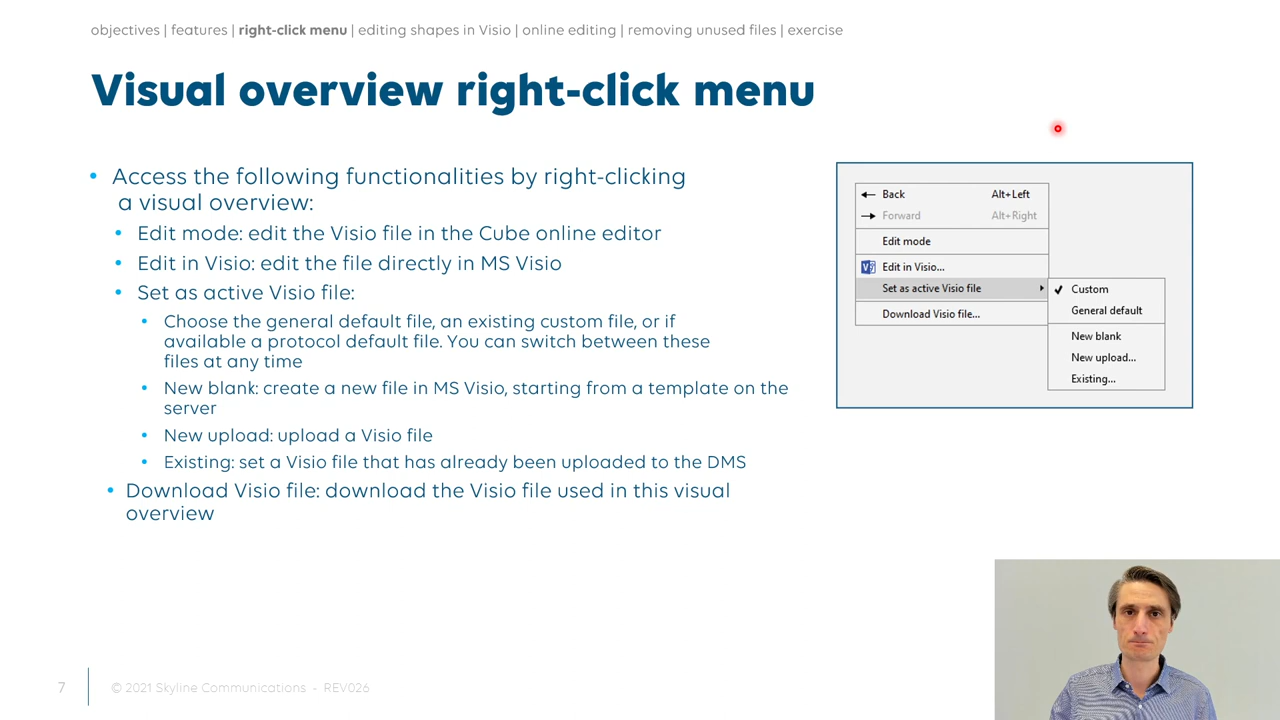 objectives | features | right-click menu | editing shapes in Visio | online editing | removing unused files | exercise
Visual overview right-click menu
• Access the following functionalities by right-clicking
a visual overview:
• Edit mode: edit the Visio file in the Cube online editor
• Edit in Visio: edit the file directly in MS Visio
• Set as active Visio file:
• Choose the general default file, an existing custom file, or if
available a protocol default file. You can switch between these
files at any time
• New blank: create a new file in MS Visio, starting from a template on the
server
• New upload: upload a Visio file
• Existing: set a Visio file that has already been uploaded to the DMS
• Download Visio file: download the Visio file used in this visual
overview
Back Alt+Left
Forward Alt+Right
Edit mode
Edit in Visio...
Set as active Visio file
Download Visio file...
Custom
General default
New blank
New upload...
Existing...
7
© 2021 Skyline Communications - REV026